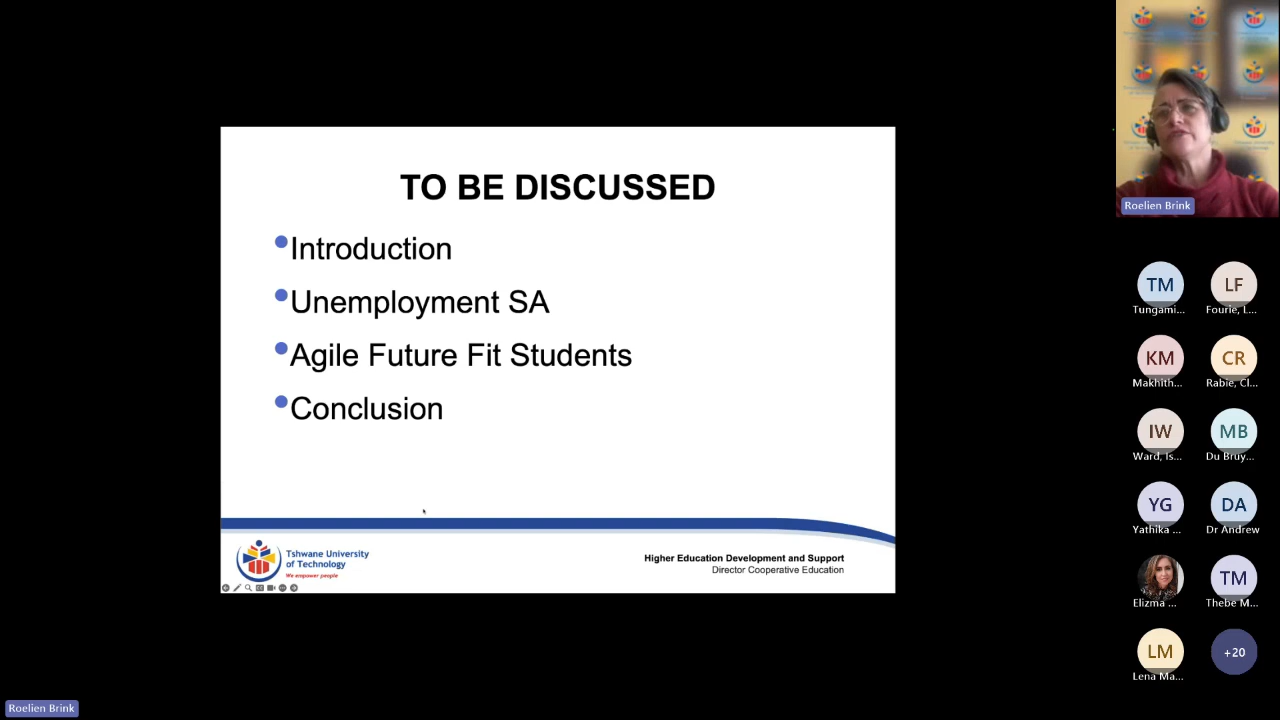 TO BE DISCUSSED
Introduction
Unemployment SA
Agile Future Fit Students
Conclusion
Tshwane University
of Technology
We empower people
Higher Education Development and Support
Director Cooperative Education
Roelien Brink
TM
Tungami...
LF
Fourie, L...
KM
Makhith...
CR
Rabie, Cl...
IW
Ward, Is...
MB
Du Bruy...
YG
Yathika ...
DA
Dr Andrew
Elizma ...
TM
Thebe M...
LM
Lena Ma...
+20
Roelien Brink